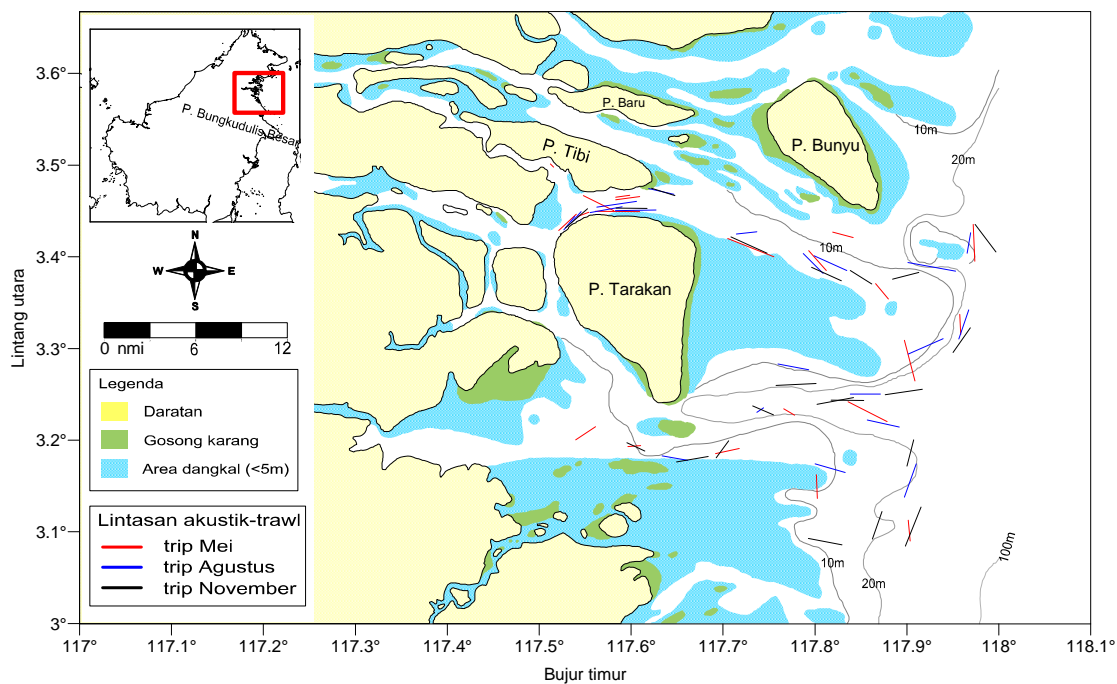 3.6°
3.5°
3.4°
3.3°
3.2°
3.1°
3°
Lintang utara
P. Bungkudulis Besar
N
W
E
S
0 nmi 6 12
Legenda
Daratan
Gosong karang
Area dangkal (<5m)
Lintasan akustik-trawl
trip Mei
trip Agustus
trip November
P. Baru
P. Tibi
P. Bunyu
P. Tarakan
10m
20m
10m
10m
20m
100m
117° 117.1° 117.2° 117.3° 117.4° 117.5° 117.6° 117.7° 117.8° 117.9° 118° 118.1°
Bujur timur